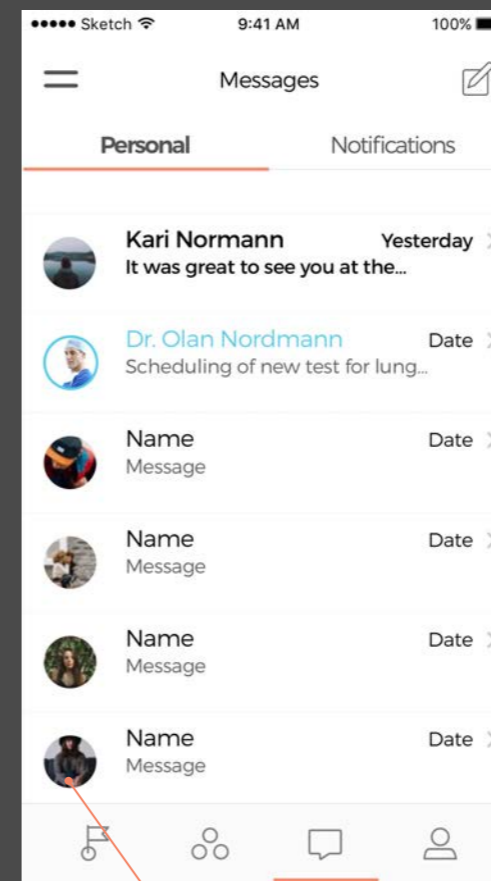 Sketch 9:41 AM 100%
Messages
Personal Notifications
Kari Normann Yesterday
It was great to see you at the...
Dr. Olan Nordmann Date
Scheduling of new test for lung...
Name Date
Message
Name Date
Message
Name Date
Message
Name Date
Message